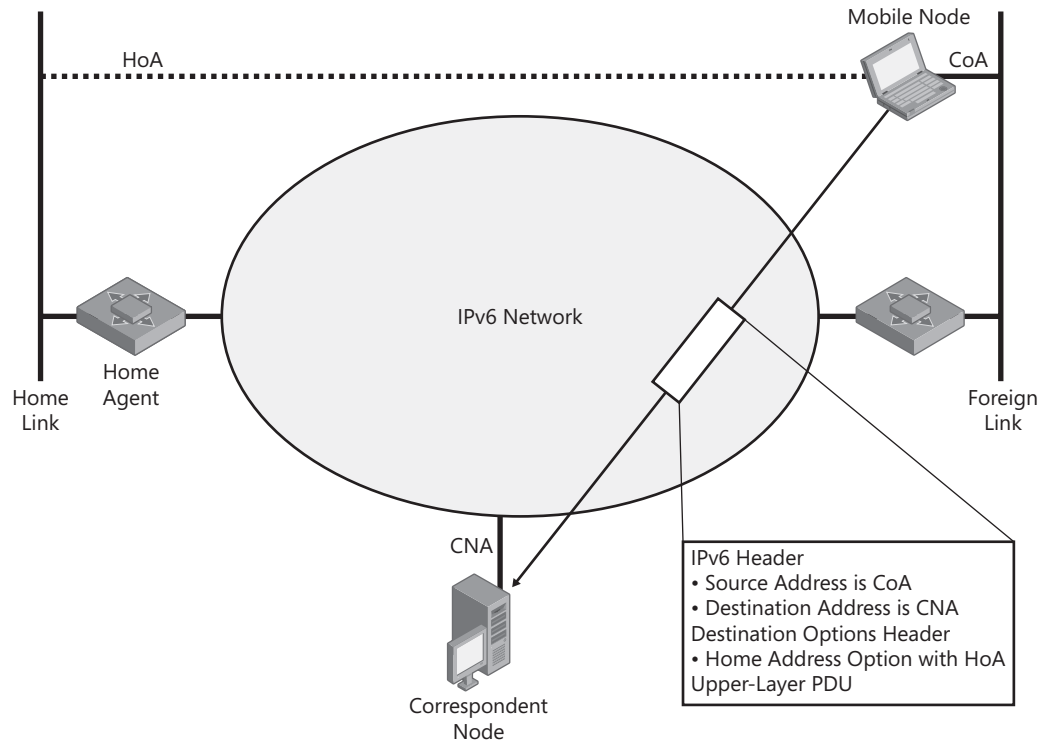 Mobile Node
HoA
CoA
IPv6 Network
Home
Agent
Home
Link
Foreign
Link
CNA
IPv6 Header
• Source Address is CoA
• Destination Address is CNA
Destination Options Header
• Home Address Option with HoA
Upper-Layer PDU
Correspondent
Node